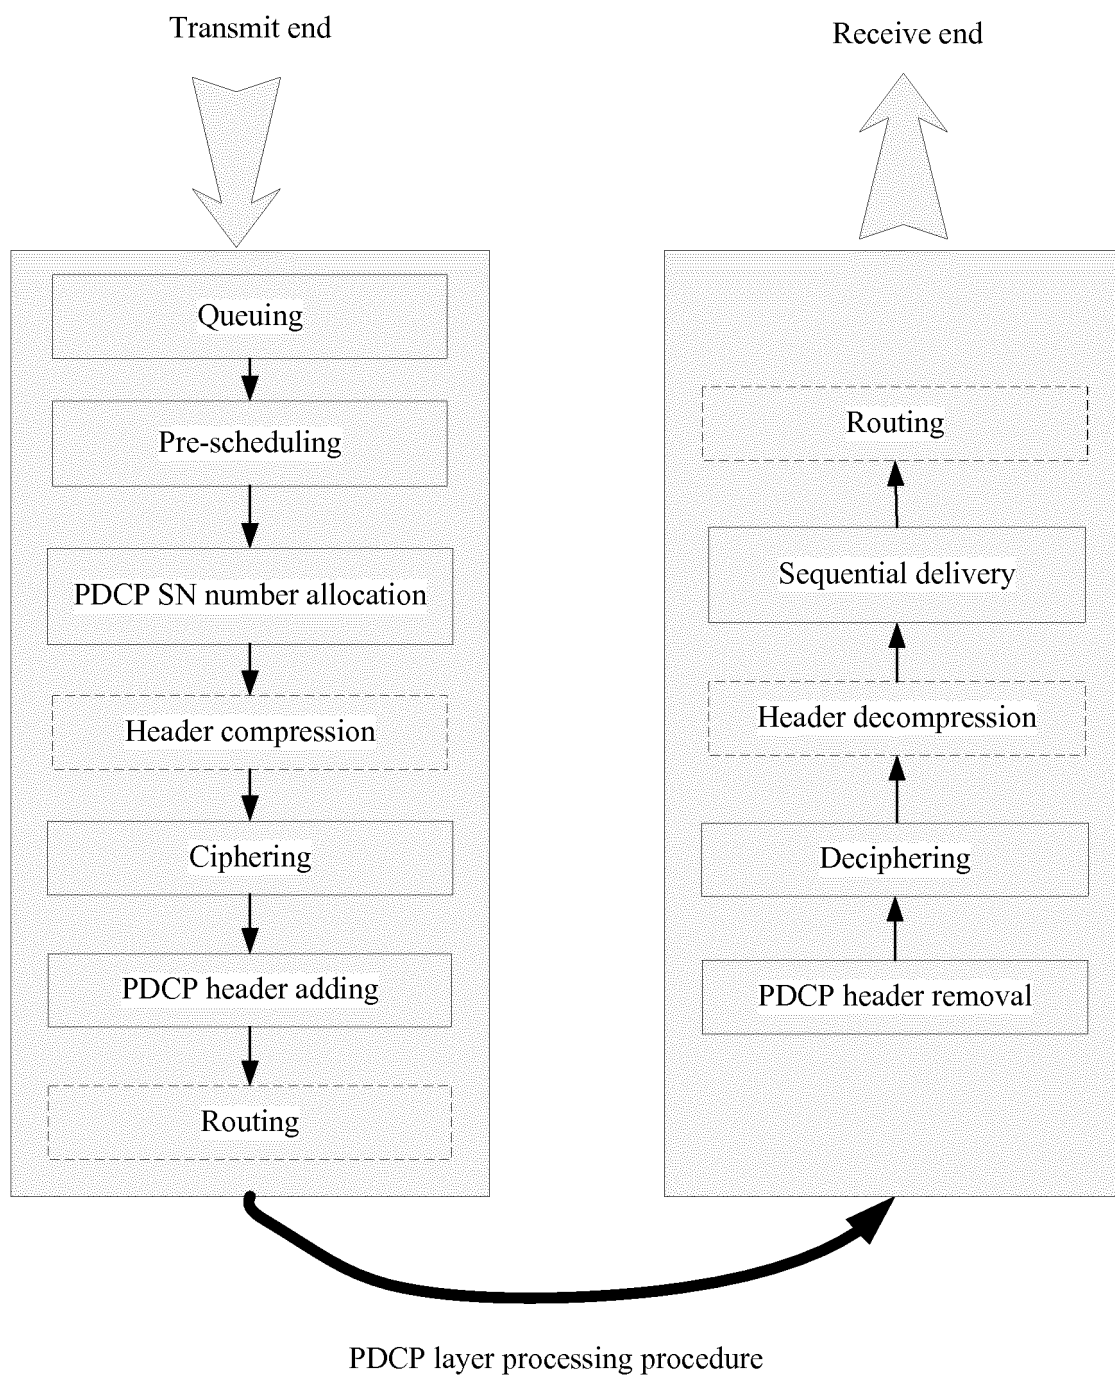 Transmit end
Receive end
Queuing
Pre-scheduling
PDCP SN number allocation
Header compression
Ciphering
PDCP header adding
Routing
Routing
Sequential delivery
Header decompression
Deciphering
PDCP header removal
PDCP layer processing procedure